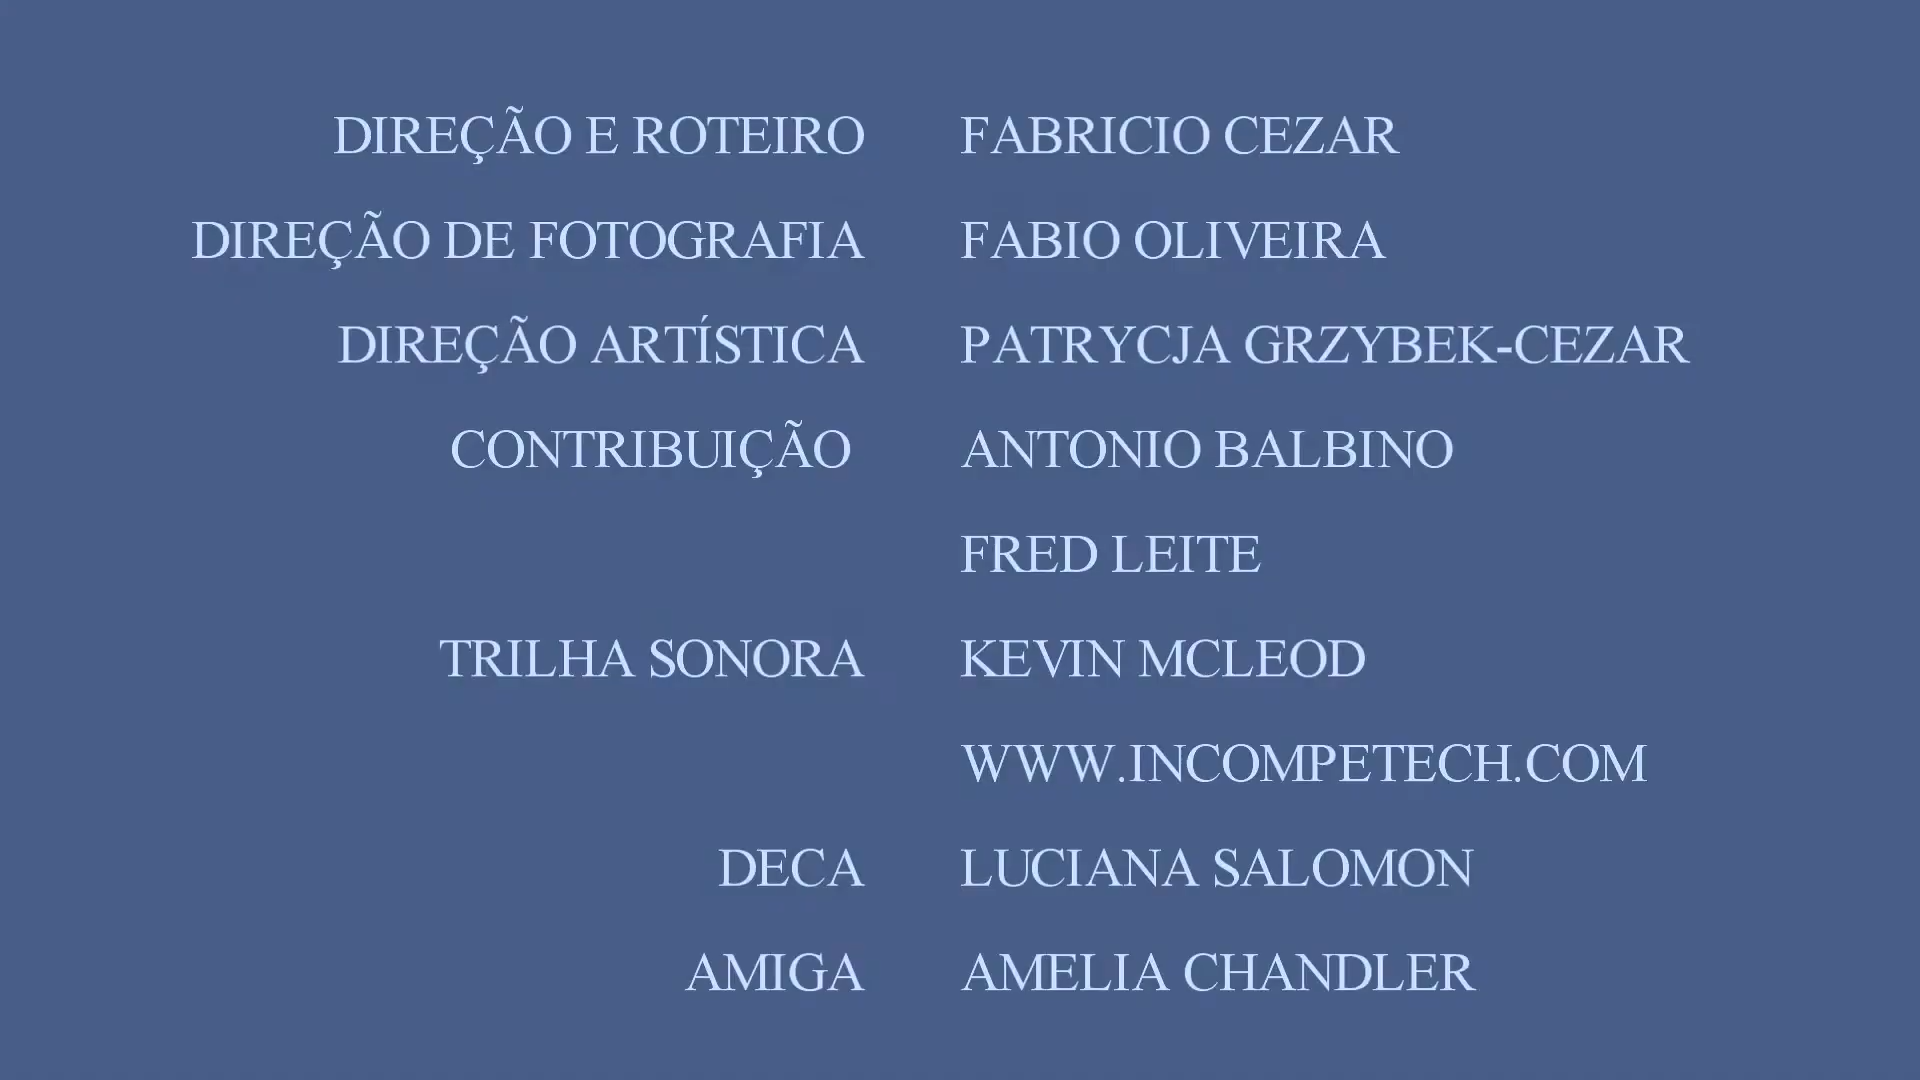 DIREÇÃO E ROTEIRO FABRICIO CEZAR
DIREÇÃO DE FOTOGRAFIA FABIO OLIVEIRA
DIREÇÃO ARTÍSTICA PATRYCJA GRZYBEK-CEZAR
CONTRIBUIÇÃO ANTONIO BALBINO
FRED LEITE
TRILHA SONORA KEVIN MCLEOD
WWW.INCOMPETECH.COM
DECA LUCIANA SALOMON
AMIGA AMELIA CHANDLER